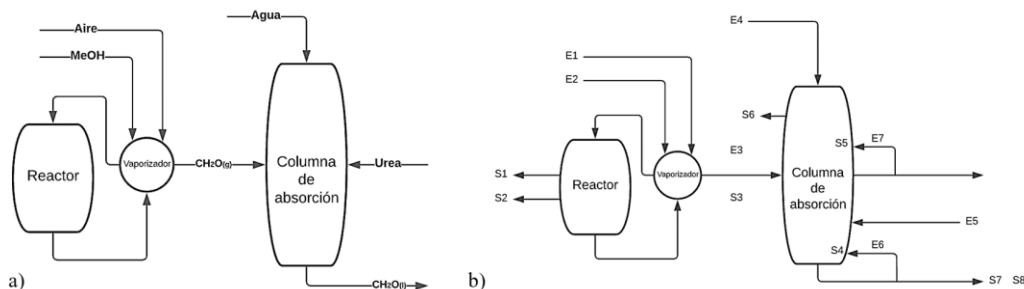 Agua
Aire
MeOH
Vaporizador
Reactor
CH2O(g)
Columna
de
absorción
Urea
CH2O(l)
a)
E4
E1
E2
S6
E3
S5
E7
Vaporizador
Reactor
Columna
de
absorción
S1
S2
S3
E5
S4
E6
S7 S8
b)